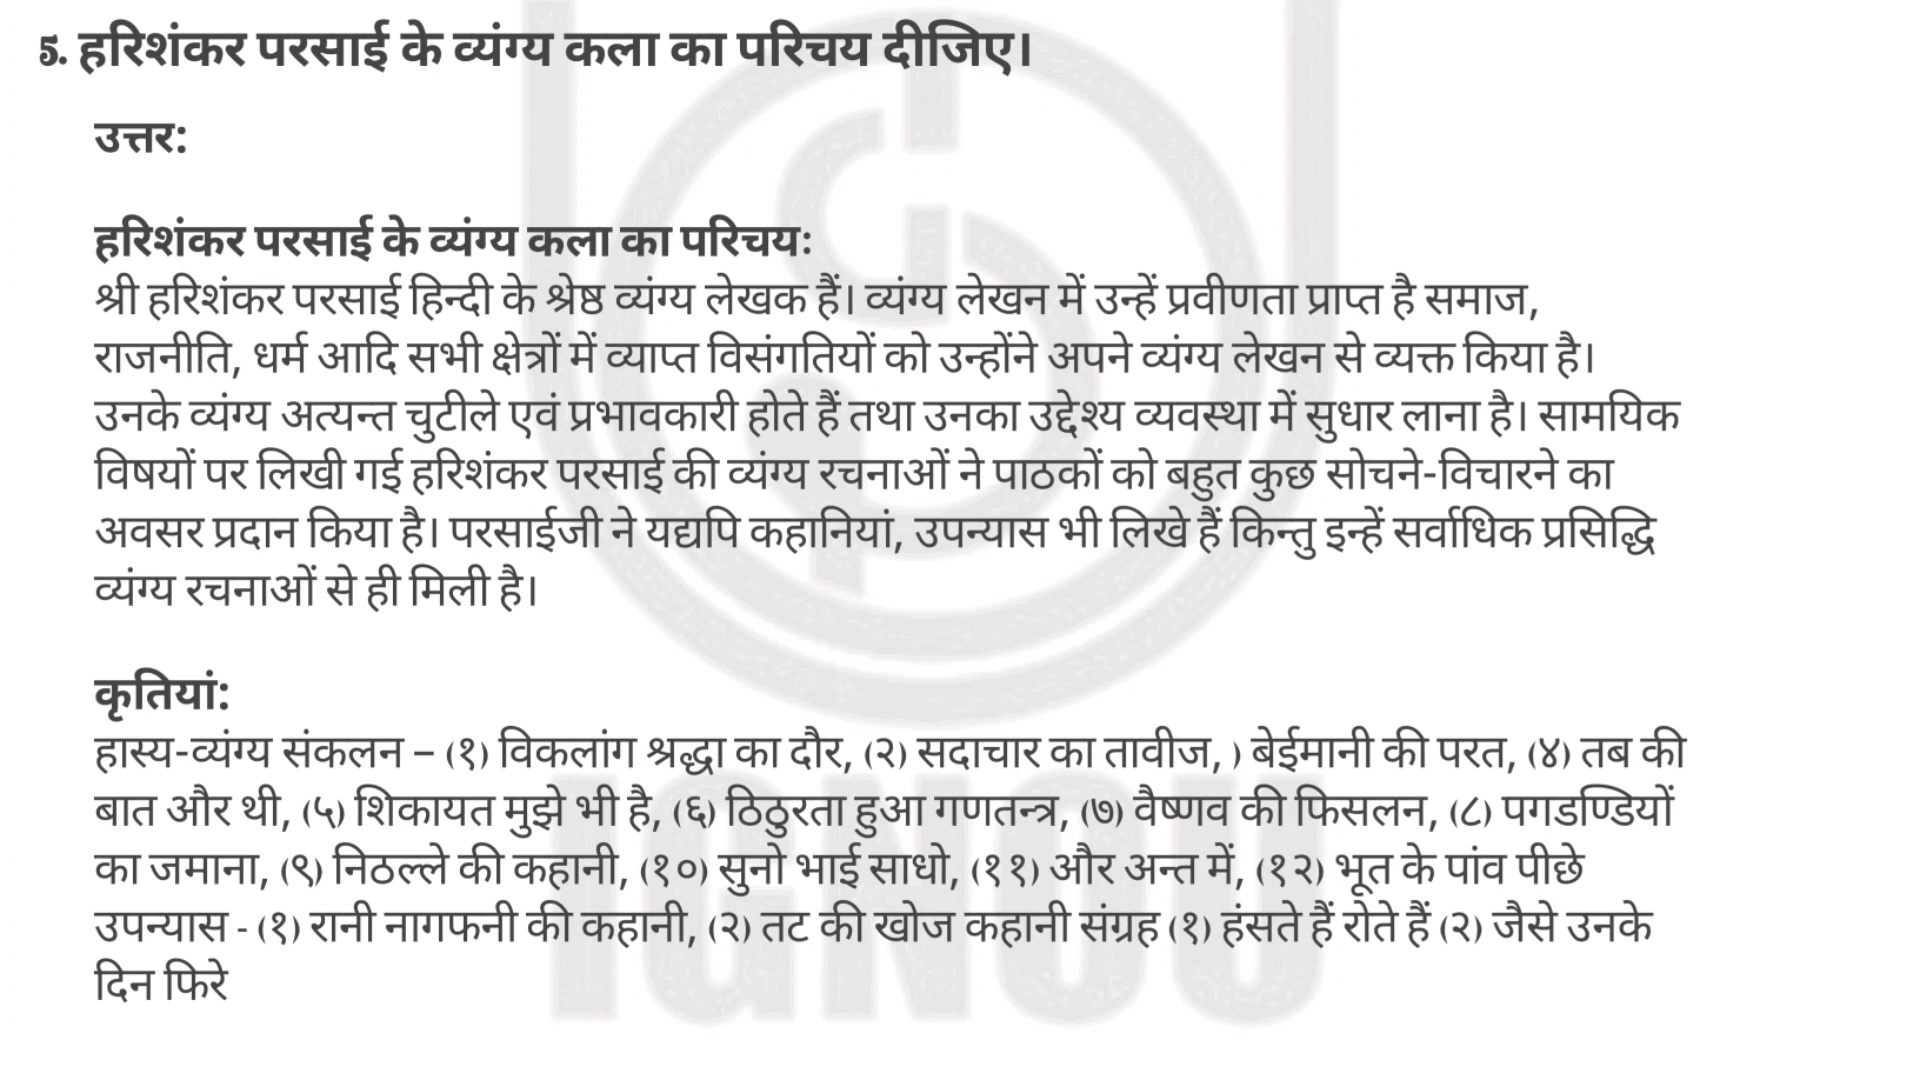 5. हरिशंकर परसाई के व्यंग्य कला का परिचय दीजिए।
उत्तर:
हरिशंकर परसाई के व्यंग्य कला का परिचय:
श्री हरिशंकर परसाई हिन्दी के श्रेष्ठ व्यंग्य लेखक हैं। व्यंग्य लेखन में उन्हें प्रवीणता प्राप्त है समाज,
राजनीति, धर्म आदि सभी क्षेत्रों में व्याप्त विसंगतियों को उन्होंने अपने व्यंग्य लेखन से व्यक्त किया है।
उनके व्यंग्य अत्यन्त चुटीले एवं प्रभावकारी होते हैं तथा उनका उद्देश्य व्यवस्था में सुधार लाना है। सामयिक
विषयों पर लिखी गई हरिशंकर परसाई की व्यंग्य रचनाओं ने पाठकों को बहुत कुछ सोचने-विचारने का
अवसर प्रदान किया है। परसाईजी ने यद्यपि कहानियां, उपन्यास भी लिखे हैं किन्तु इन्हें सर्वाधिक प्रसिद्धि
व्यंग्य रचनाओं से ही मिली है।
कृतियां:
हास्य-व्यंग्य संकलन – (१) विकलांग श्रद्धा का दौर, (२) सदाचार का तावीज, ) बेईमानी की परत, (४) तब की
बात और थी, (५) शिकायत मुझे भी है, (६) ठिठुरता हुआ गणतन्त्र, (७) वैष्णव की फिसलन, (८) पगडण्डियों
का जमाना, (९) निठल्ले की कहानी, (१०) सुनो भाई साधो, (११) और अन्त में, (१२) भूत के पांव पीछे
उपन्यास - (१) रानी नागफनी की कहानी, (२) तट की खोज कहानी संग्रह (१) हंसते हैं रोते हैं (२) जैसे उनके
दिन फिरे
IGNOU